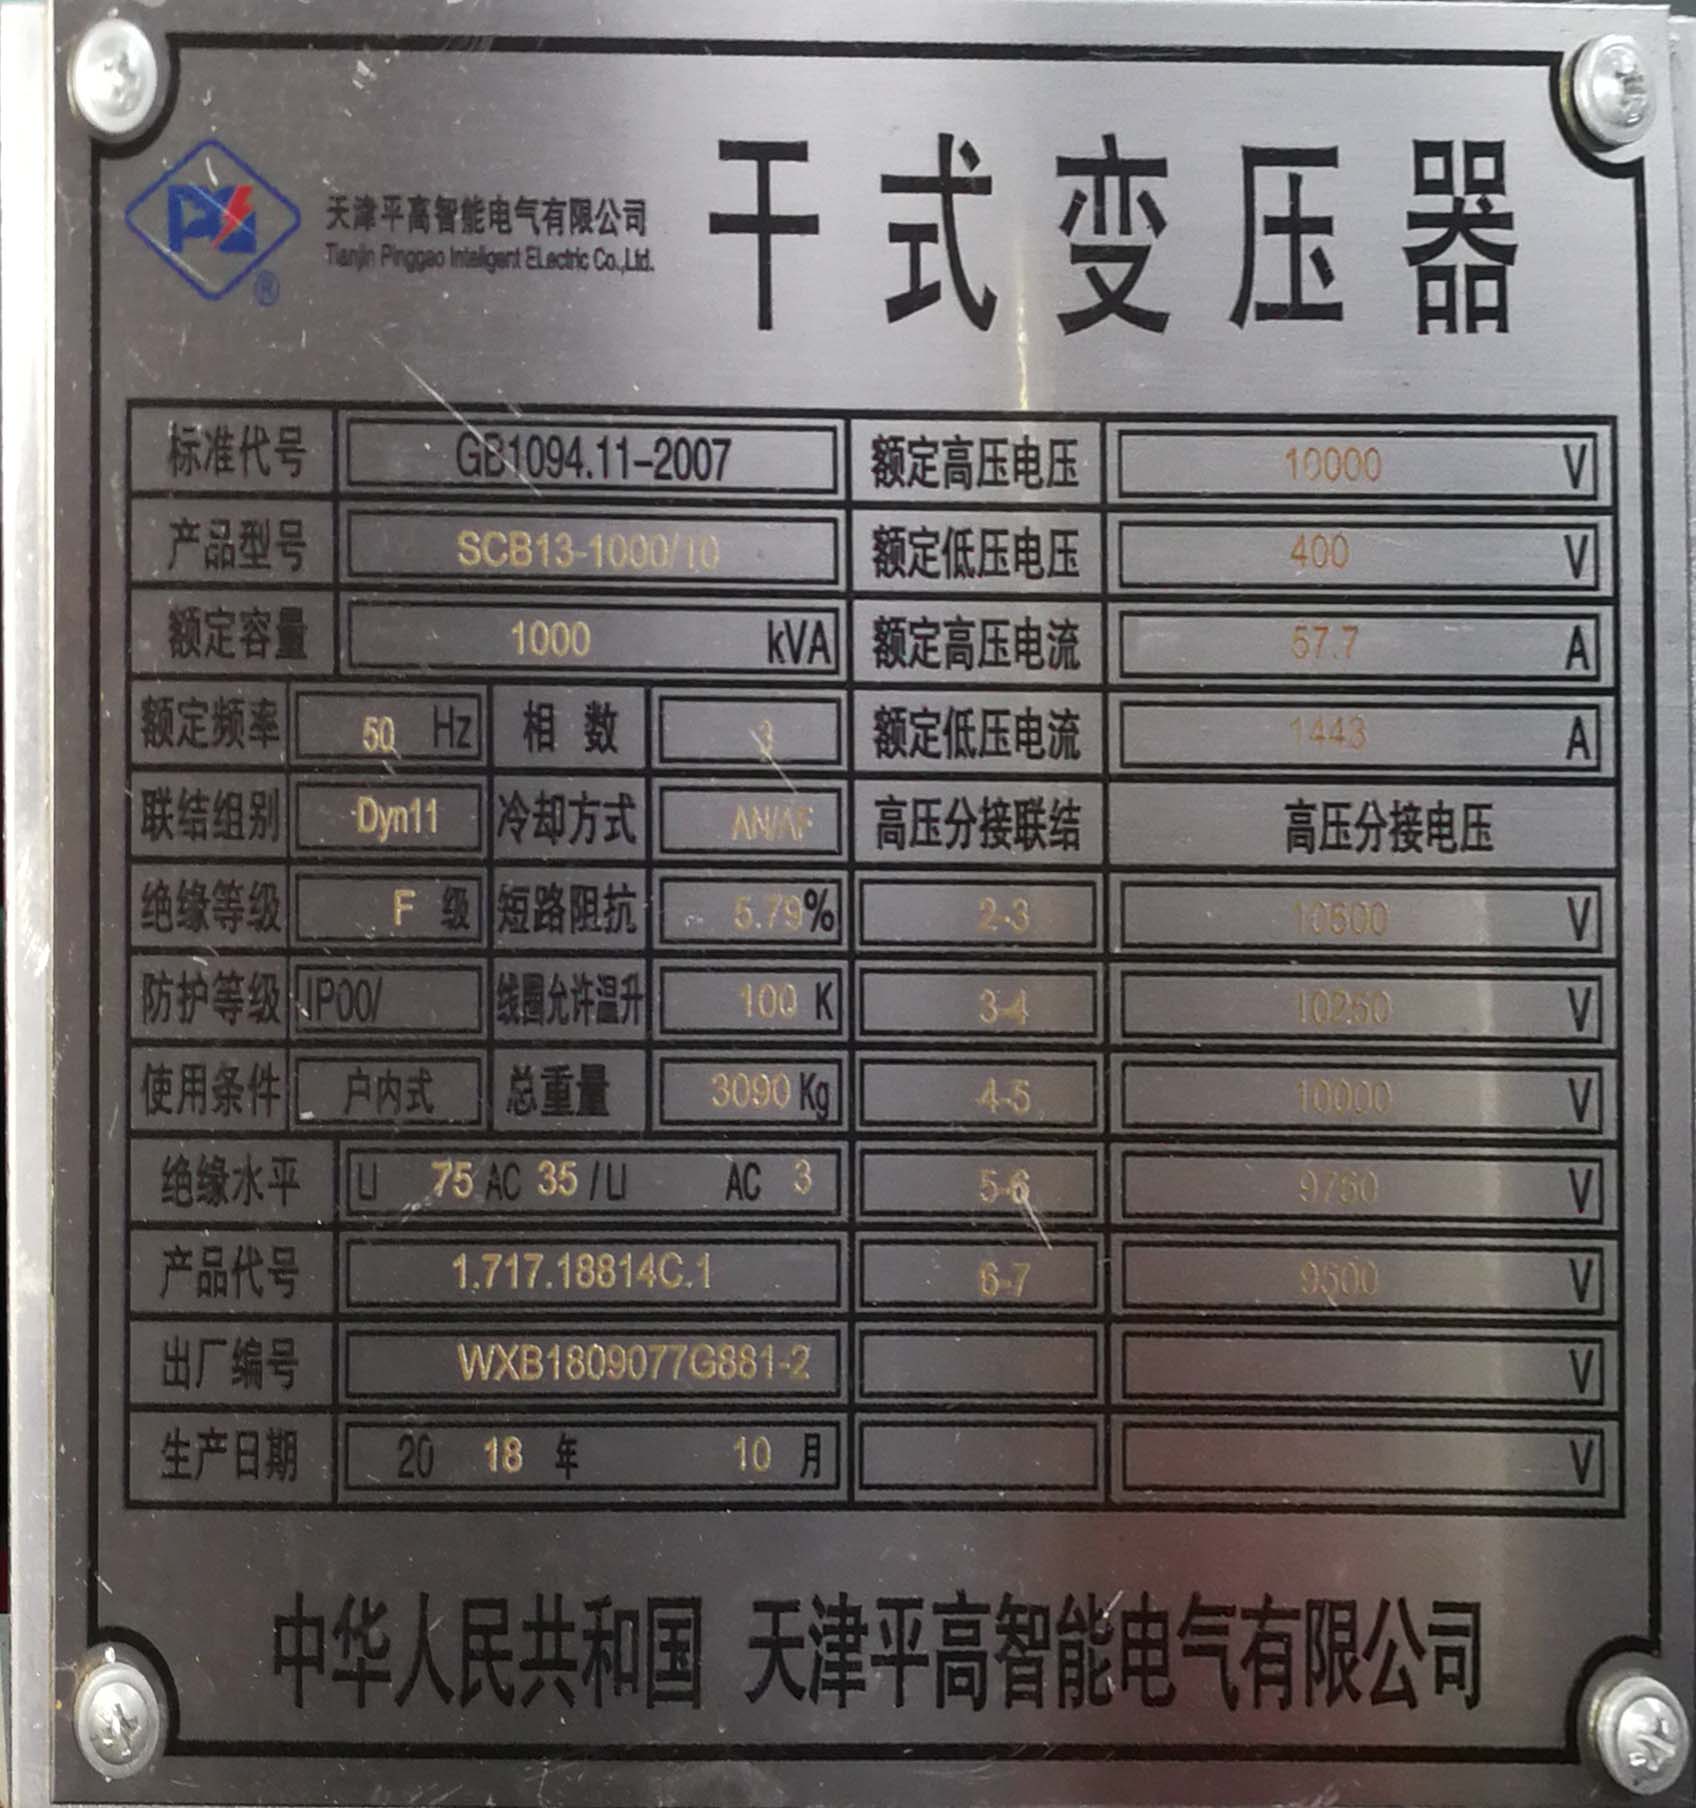 天津平高智能电气有限公司
Tianjin Pinggao Inteligent ELectric Co.,Ltd.
®
干式变压器
标准代号 GB1094.11-2007 额定高压电压 10000 V
产品型号 SCB13-1000/10 额定低压电压 400 V
额定容量 1000 kVA 额定高压电流 57.7 A
额定频率 50 Hz 相数 3 额定低压电流 1443 A
联结组别 Dyn11 冷却方式 AN/AF 高压分接联结 高压分接电压
绝缘等级 F 级 短路阻抗 5.79% 2-3 10500 V
防护等级 IP00/ 线圈允许温升 100 K 3-4 10250 V
使用条件 户内式 总重量 3090 Kg 4-5 10000 V
绝缘水平 LI 75 AC 35 / LI AC 3 5-6 9750 V
产品代号 1.717.18814C.1 6-7 9500 V
出厂编号 WXB1809077G881-2 V
生产日期 20 18 年 10 月 V
中华人民共和国 天津平高智能电气有限公司